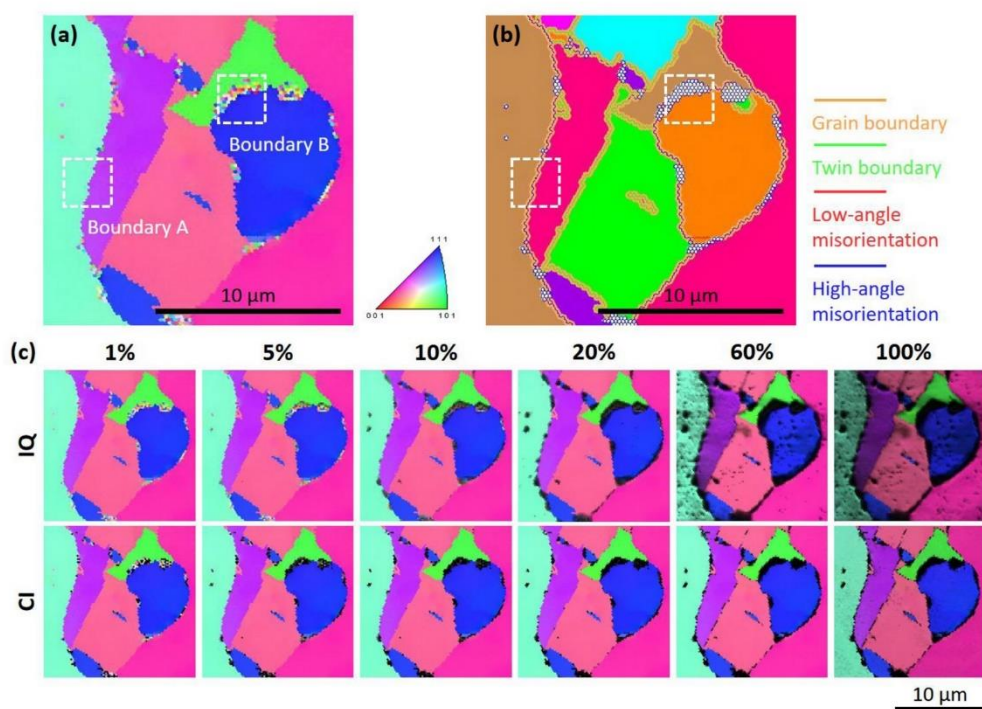 (a)
Boundary B
Boundary A
10 μm
111
001
101
(b)
10 μm
Grain boundary
Twin boundary
Low-angle
misorientation
High-angle
misorientation
(c)
1%
5%
10%
20%
60%
100%
IQ
CI
10 μm